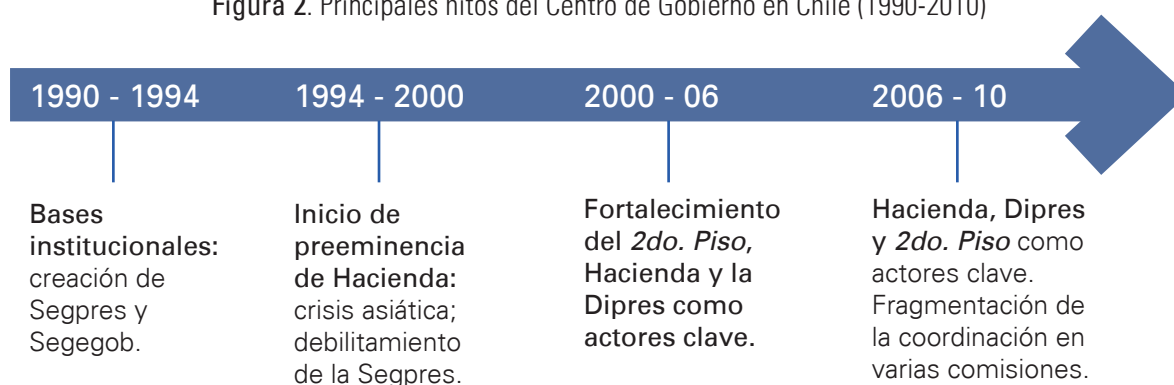 Figura 2. Principales hitos del Centro de Gobierno en Chile (1990-2010)
1990 - 1994
1994 - 2000
2000 - 06
2006 - 10
Bases
institucionales:
creación de
Segpres y
Segegob.
Inicio de
preeminencia
de Hacienda:
crisis asiática;
debilitamiento
de la Segpres.
Fortalecimiento
del 2do. Piso,
Hacienda y la
Dipres como
actores clave.
Hacienda, Dipres
y 2do. Piso como
actores clave.
Fragmentación de
la coordinación en
varias comisiones.